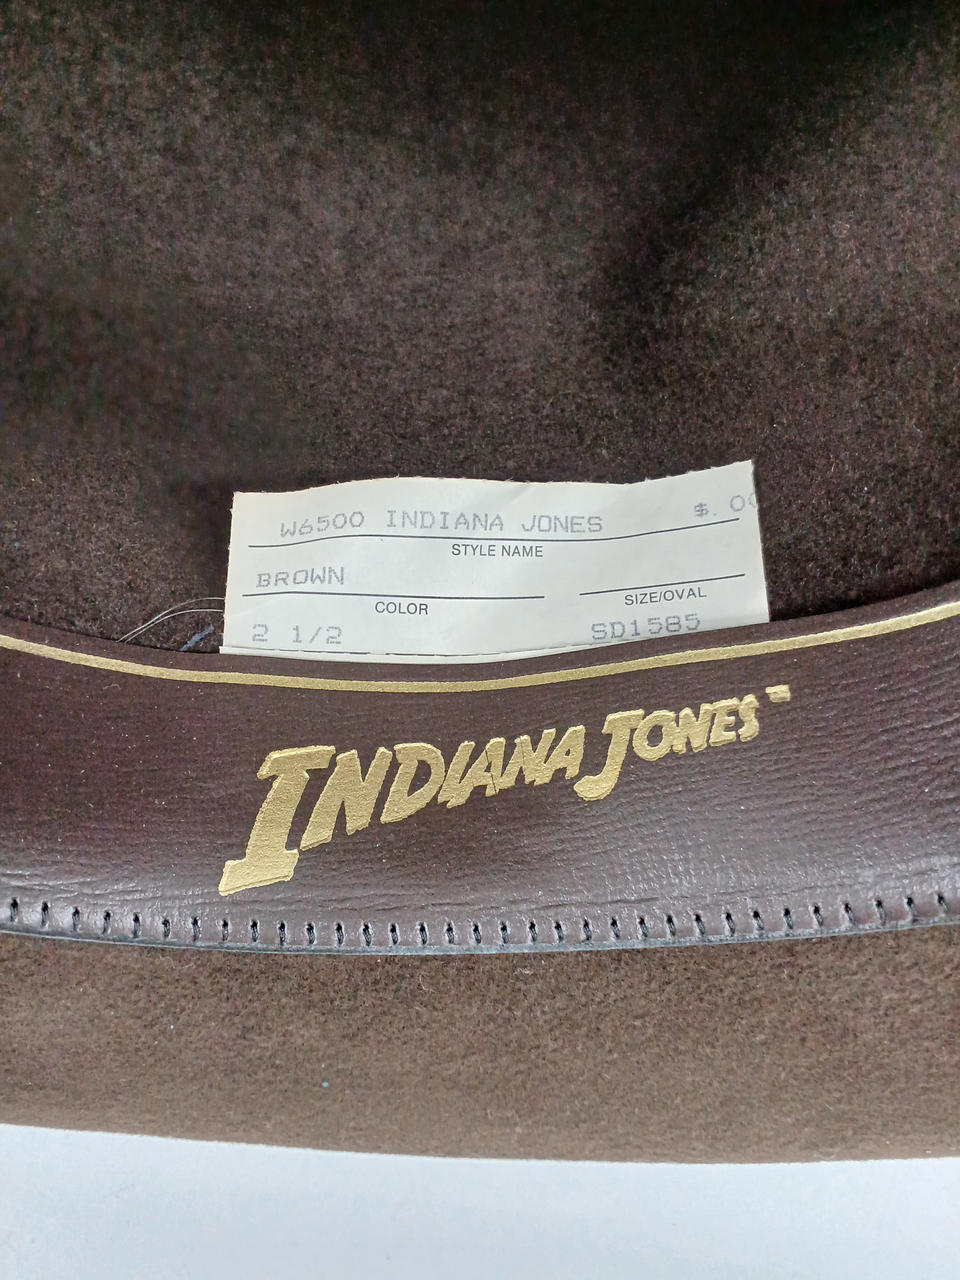 W6500 INDIANA JONES $.00
STYLE NAME
BROWN
COLOR SIZE/OVAL
2 1/2 SD1585
INDIANA JONES™